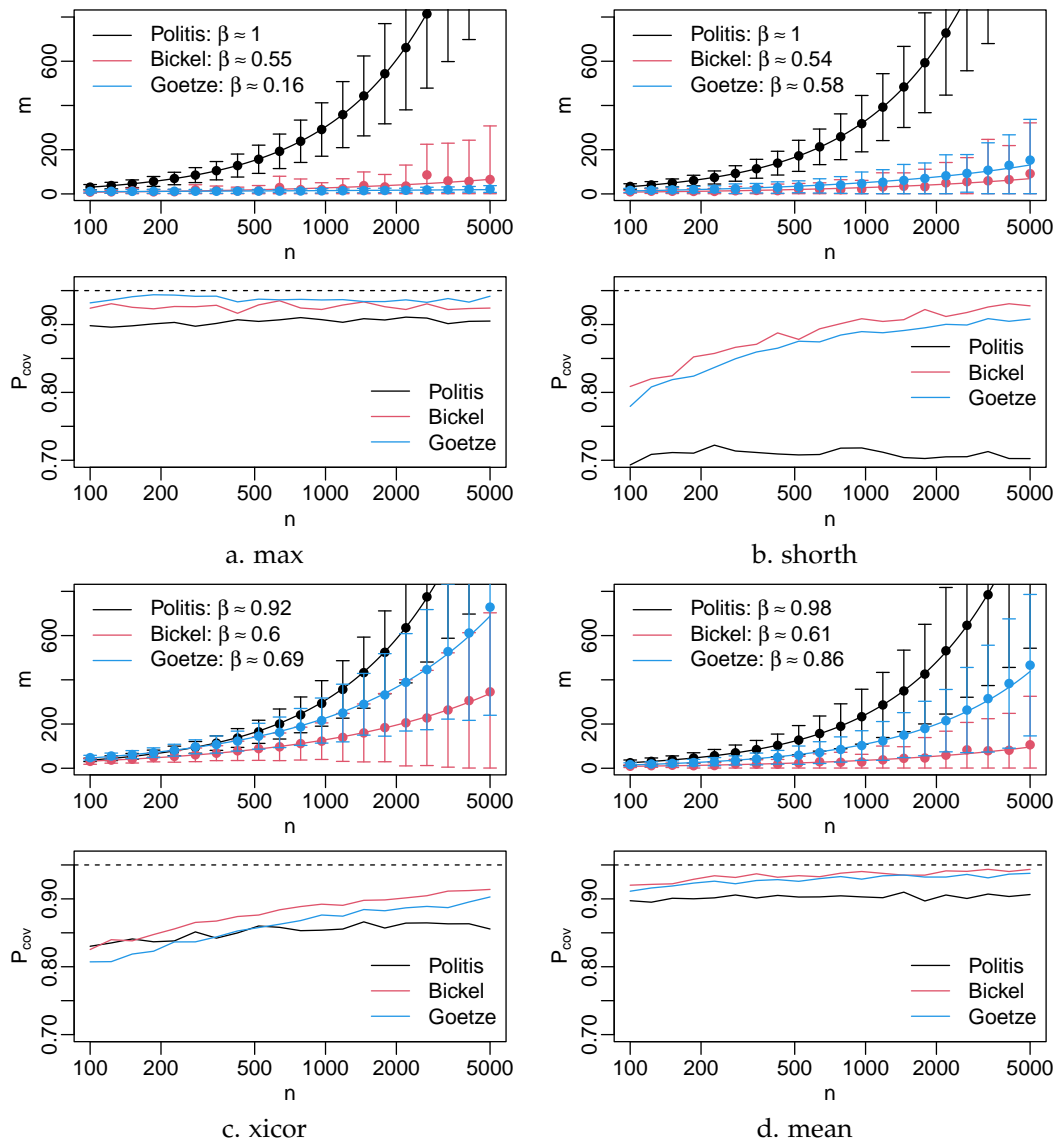 Politis: β ≈ 1
Bickel: β ≈ 0.55
Goetze: β ≈ 0.16
m
0 200 600
100 200 500 1000 2000 5000
n
Politis: β ≈ 1
Bickel: β ≈ 0.54
Goetze: β ≈ 0.58
m
0 200 600
100 200 500 1000 2000 5000
n
Pcov
0.70 0.80 0.90
Politis
Bickel
Goetze
100 200 500 1000 2000 5000
n
a. max
Pcov
0.70 0.80 0.90
Politis
Bickel
Goetze
100 200 500 1000 2000 5000
n
b. shorth
Politis: β ≈ 0.92
Bickel: β ≈ 0.6
Goetze: β ≈ 0.69
m
0 200 600
100 200 500 1000 2000 5000
n
Politis: β ≈ 0.98
Bickel: β ≈ 0.61
Goetze: β ≈ 0.86
m
0 200 600
100 200 500 1000 2000 5000
n
Pcov
0.70 0.80 0.90
Politis
Bickel
Goetze
100 200 500 1000 2000 5000
n
c. xicor
Pcov
0.70 0.80 0.90
Politis
Bickel
Goetze
100 200 500 1000 2000 5000
n
d. mean